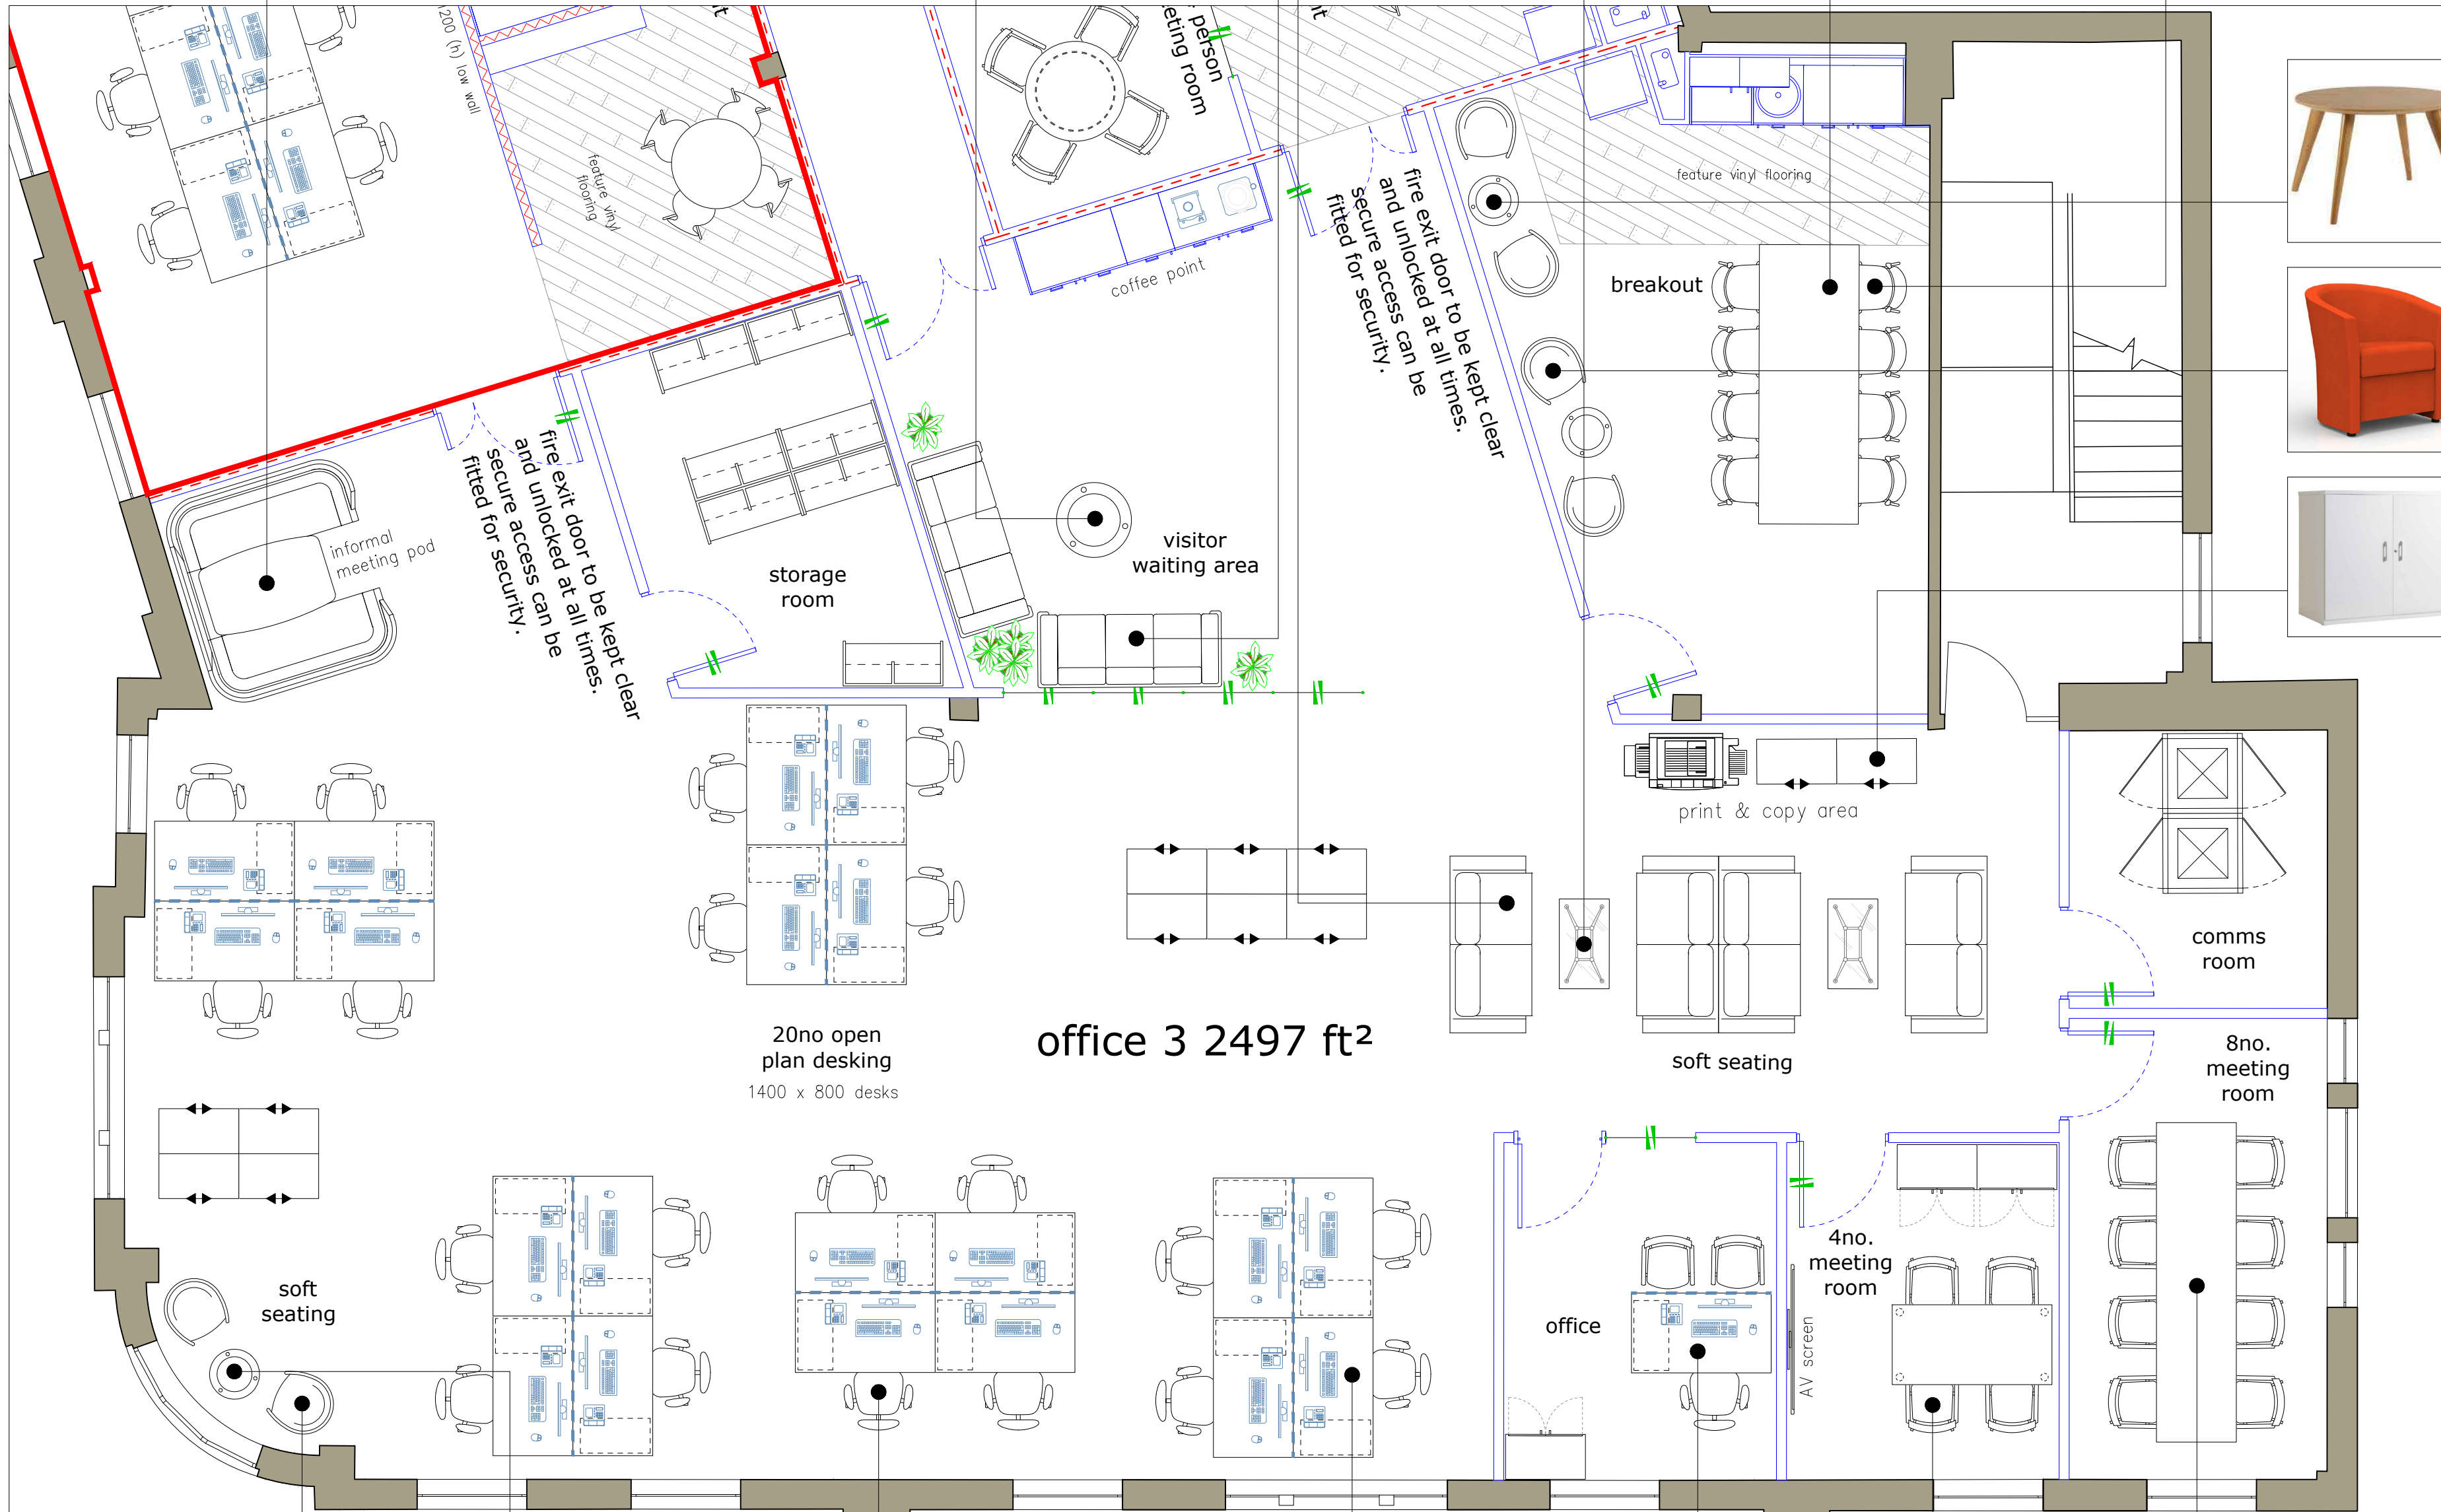 1200 (h) low wall
feature vinyl
flooring
person
meeting room
coffee point
fire exit door to be kept clear
and unlocked at all times.
secure access can be
fitted for security.
feature vinyl flooring
breakout
informal
meeting pod
fire exit door to be kept clear
and unlocked at all times.
secure access can be
fitted for security.
storage
room
visitor
waiting area
print & copy area
comms
room
20no open
plan desking
1400 x 800 desks
office 3 2497 ft²
soft seating
8no.
meeting
room
soft
seating
office
AV screen
4no.
meeting
room